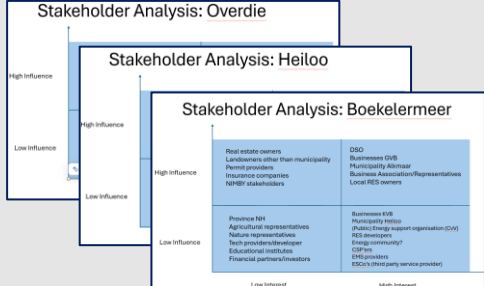 Stakeholder Analysis: Overdie
High Influence
Low Influence
Stakeholder Analysis: Heiloo
High Influence
Low Influence
Stakeholder Analysis: Boekelermeer
High Influence
Real estate owners
Landowners other than municipality
Permit providers
Insurance companies
NIMBY stakeholders
DSO
Businesses GVB
Municipality Alkmaar
Business Association/Representatives
Local RES owners
Low Influence
Province NH
Agricultural representatives
Nature representatives
Tech providers/developer
Educational institutes
Financial partners/investors
Businesses KVB
Municipality Heiloo
(Public) Energy support organisation (CvV)
RES developers
Energy community?
CSP'ers
EMS providers
ESCo's (third party service provider)
Low Interest
High Interest